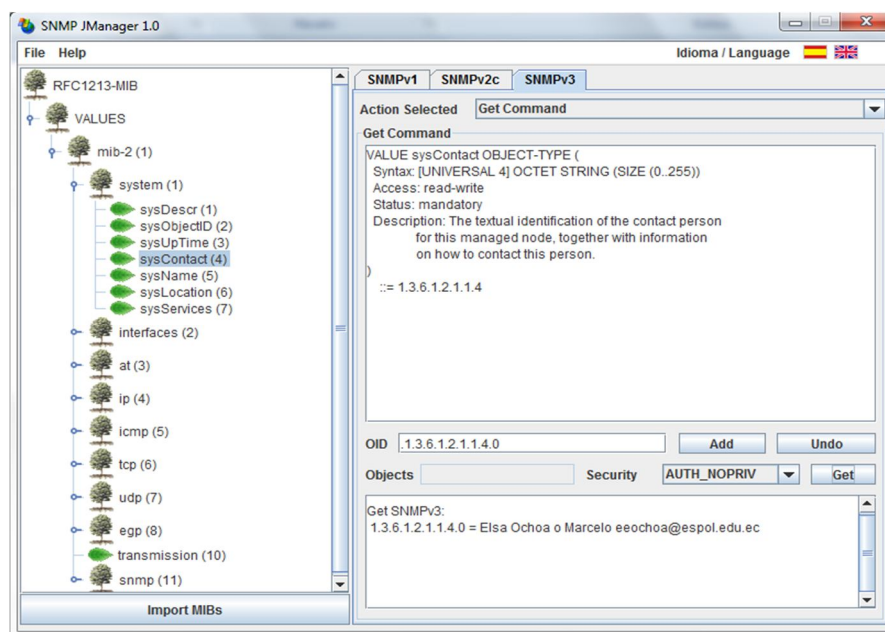 SNMP JManager 1.0
File Help
Idioma / Language
RFC1213-MIB
VALUES
mib-2 (1)
system (1)
sysDescr (1)
sysObjectID (2)
sysUpTime (3)
sysContact (4)
sysName (5)
sysLocation (6)
sysServices (7)
interfaces (2)
at (3)
ip (4)
icmp (5)
tcp (6)
udp (7)
egp (8)
transmission (10)
snmp (11)
Import MIBs
SNMPv1 SNMPv2c SNMPv3
Action Selected Get Command
Get Command
VALUE sysContact OBJECT-TYPE (
Syntax: [UNIVERSAL 4] OCTET STRING (SIZE (0..255))
Access: read-write
Status: mandatory
Description: The textual identification of the contact person
for this managed node, together with information
on how to contact this person.
)
::= 1.3.6.1.2.1.1.4
OID .1.3.6.1.2.1.1.4.0 Add Undo
Objects Security AUTH_NOPRIV Get
Get SNMPv3:
1.3.6.1.2.1.1.4.0 = Elsa Ochoa o Marcelo eeochoa@espol.edu.ec